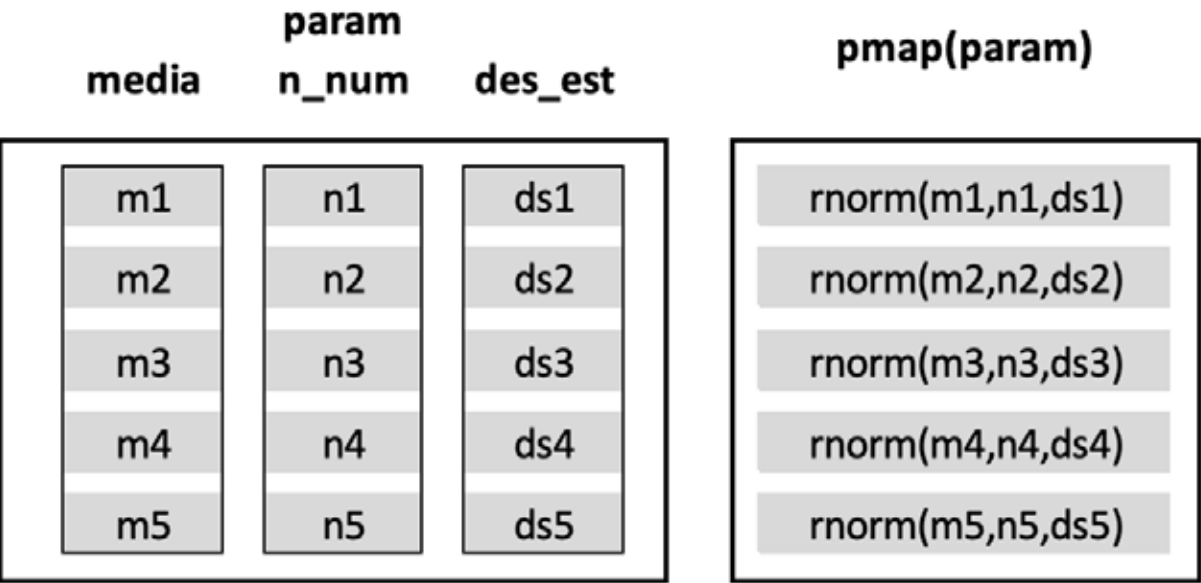 param
media n_num des_est
pmap(param)
m1 n1 ds1 rnorm(m1,n1,ds1)
m2 n2 ds2 rnorm(m2,n2,ds2)
m3 n3 ds3 rnorm(m3,n3,ds3)
m4 n4 ds4 rnorm(m4,n4,ds4)
m5 n5 ds5 rnorm(m5,n5,ds5)